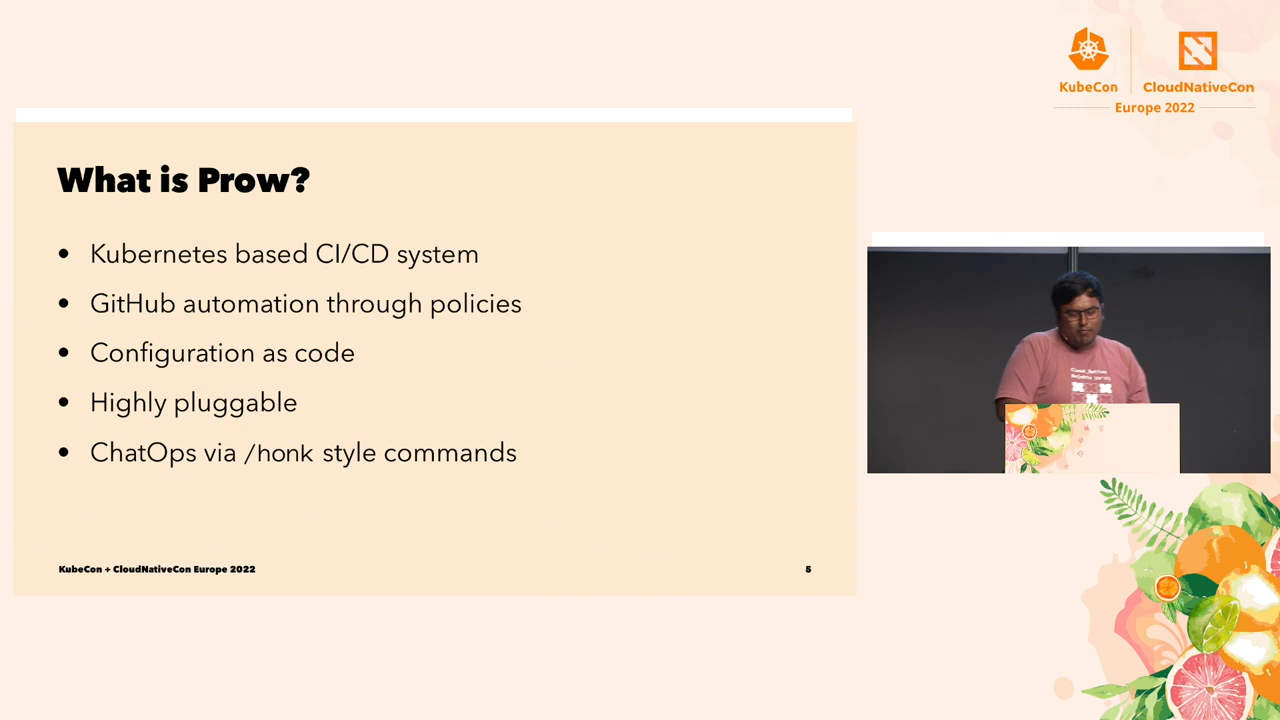 KubeCon
CloudNativeCon
Europe 2022
What is Prow?
• Kubernetes based CI/CD system
• GitHub automation through policies
• Configuration as code
• Highly pluggable
• ChatOps via /honk style commands
KubeCon + CloudNativeCon Europe 2022
5